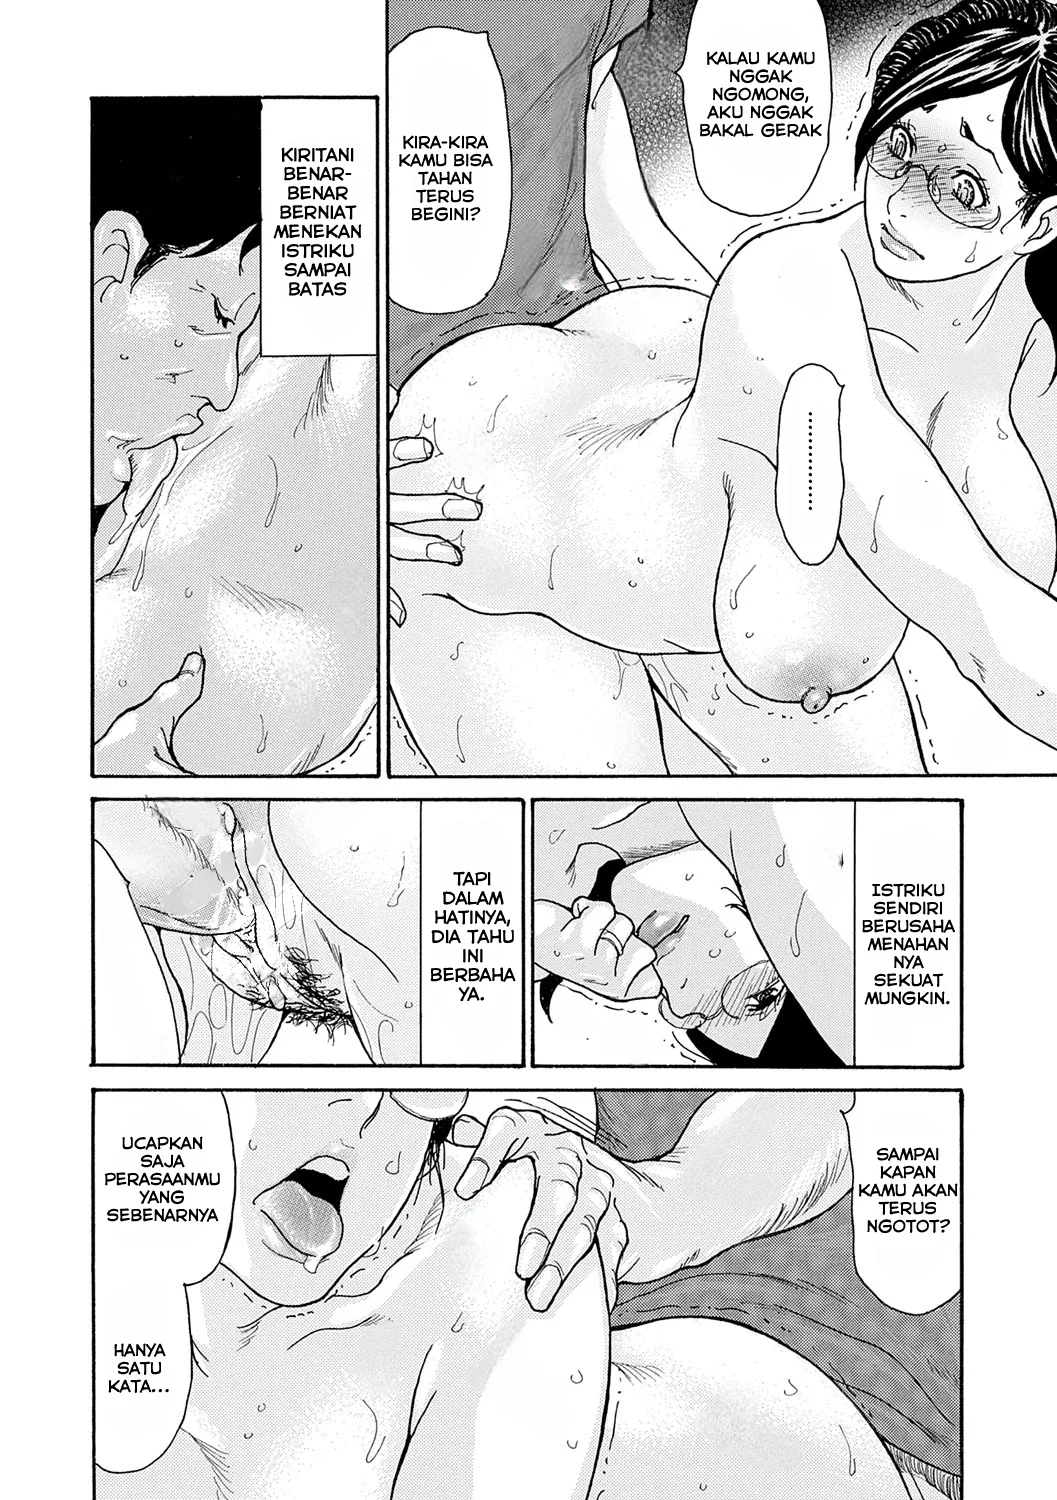 KALAU KAMU
NGGAK
NGOMONG,
AKU NGGAK
BAKAL GERAK
KIRA-KIRA
KAMU BISA
TAHAN
TERUS
BEGINI?
..............
KIRITANI
BENAR-
BENAR
BERNIAT
MENEKAN
ISTRIKU
SAMPAI
BATAS
ISTRIKU
SENDIRI
BERUSAHA
MENAHAN
NYA
SEKUAT
MUNGKIN.
TAPI
DALAM
HATINYA,
DIA TAHU
INI
BERBAHA
YA.
SAMPAI
KAPAN
KAMU AKAN
TERUS
NGOTOT?
UCAPKAN
SAJA
PERASAANMU
YANG
SEBENARNYA
HANYA
SATU
KATA...